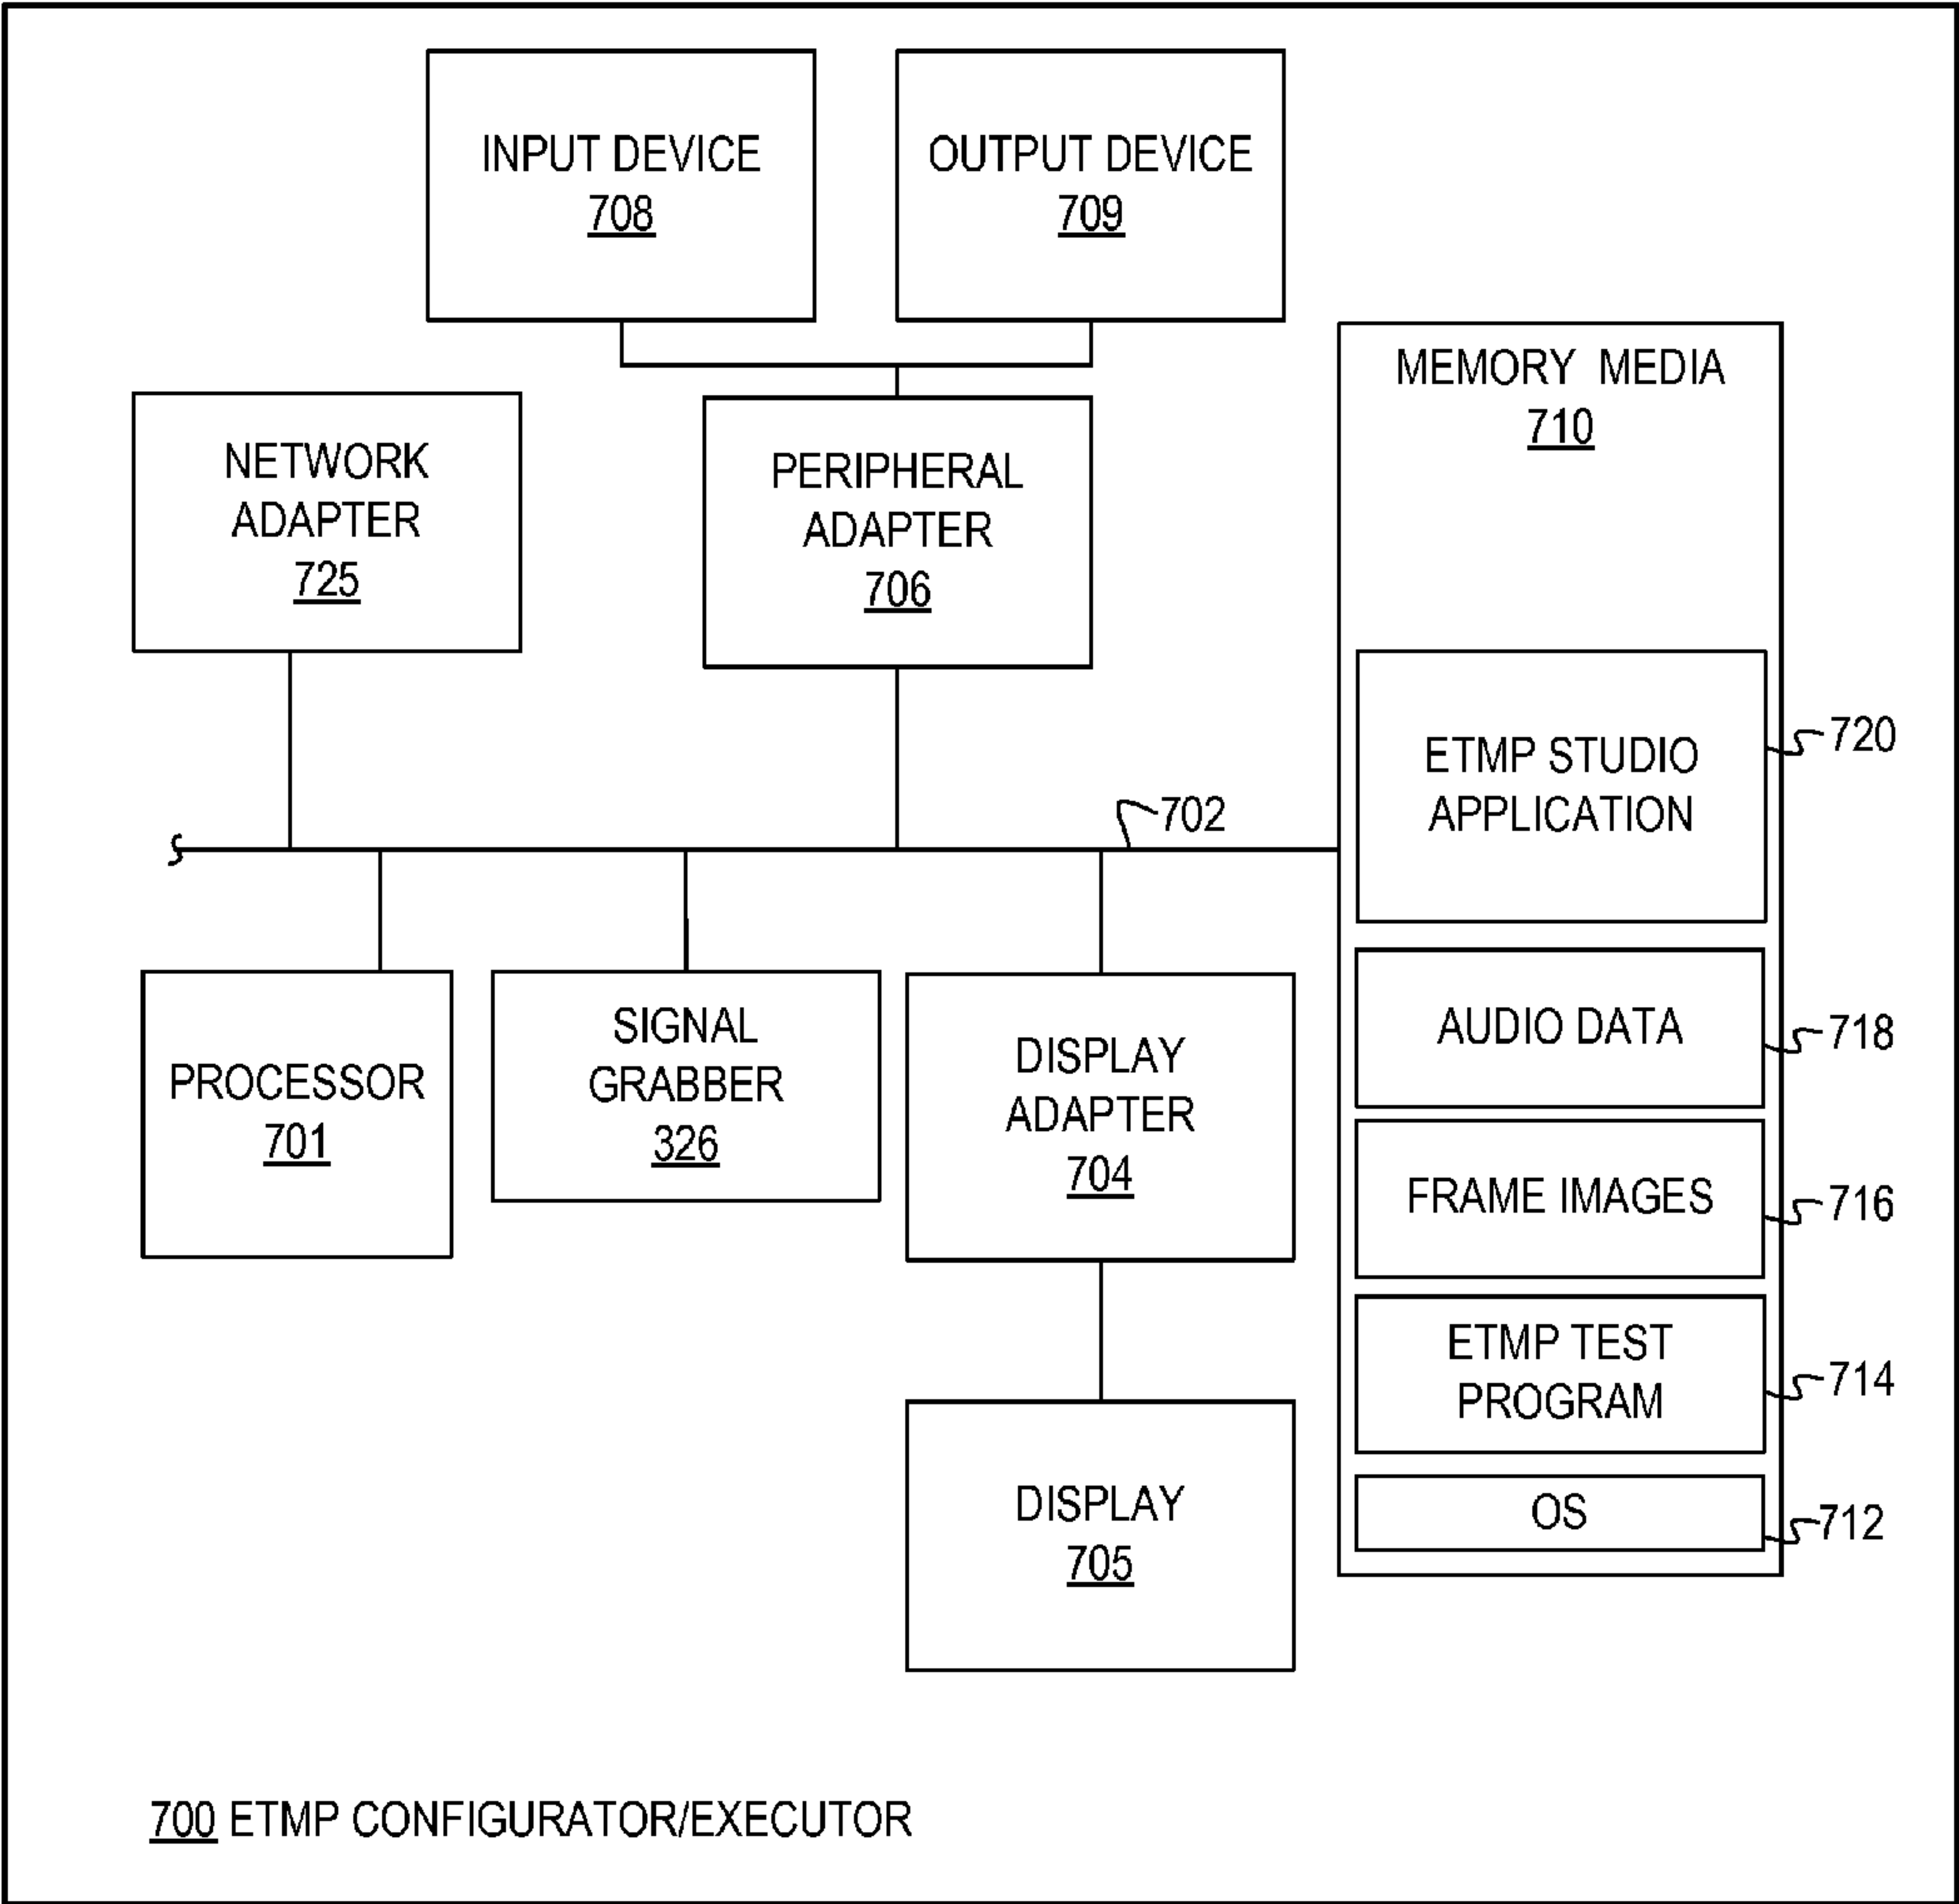 INPUT DEVICE
708
OUTPUT DEVICE
709
MEMORY MEDIA
710
NETWORK
ADAPTER
725
PERIPHERAL
ADAPTER
706
ETMP STUDIO
APPLICATION
720
702
PROCESSOR
701
SIGNAL
GRABBER
326
DISPLAY
ADAPTER
704
AUDIO DATA
718
FRAME IMAGES
716
ETMP TEST
PROGRAM
714
DISPLAY
705
OS
712
700 ETMP CONFIGURATOR/EXECUTOR